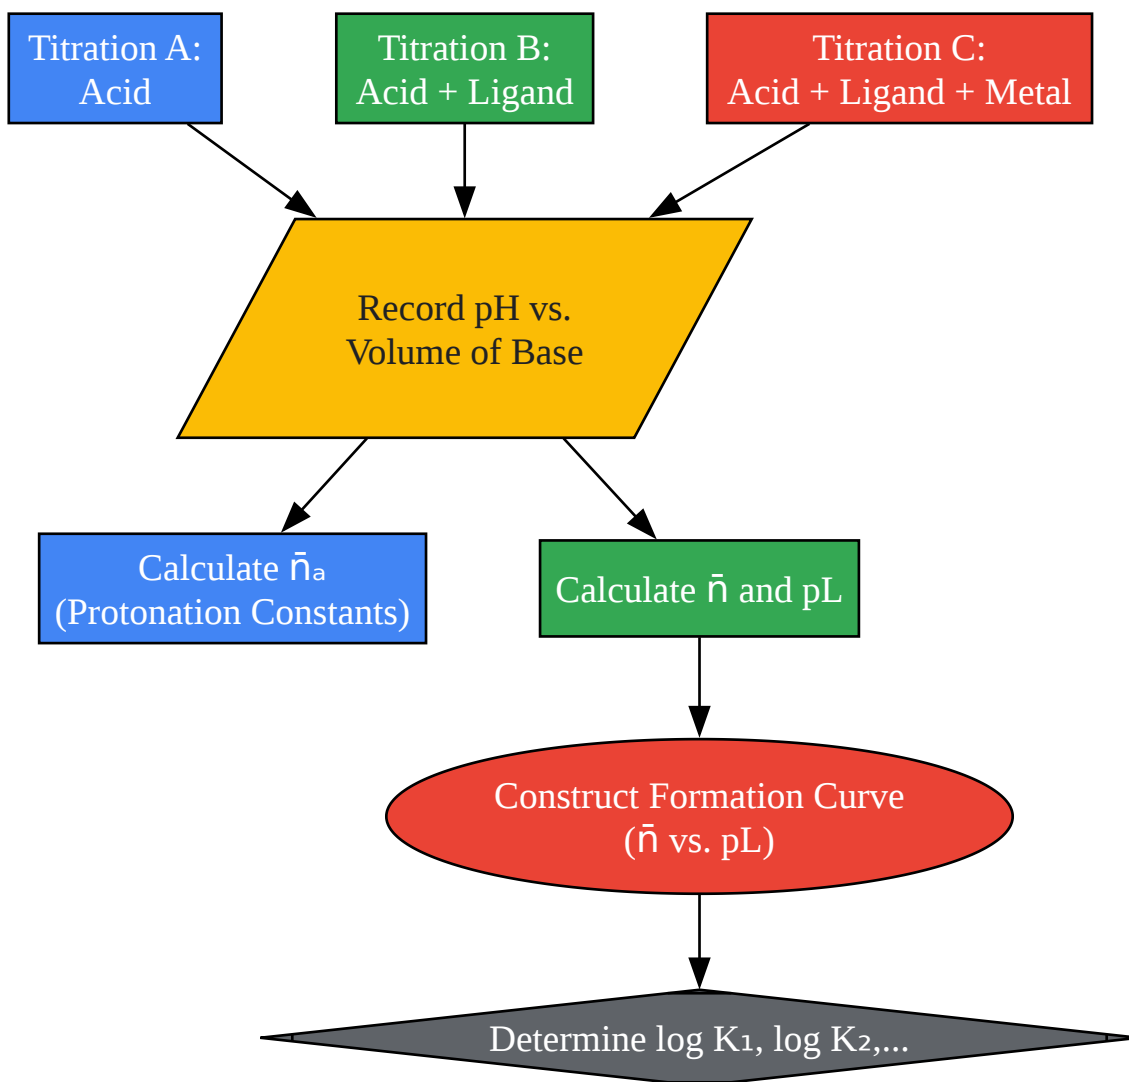 Titration A:
Acid
Titration B:
Acid + Ligand
Titration C:
Acid + Ligand + Metal
Record pH vs.
Volume of Base
Calculate n̄ₐ
(Protonation Constants)
Calculate n̄ and pL
Construct Formation Curve
(n̄ vs. pL)
Determine log K₁, log K₂,...